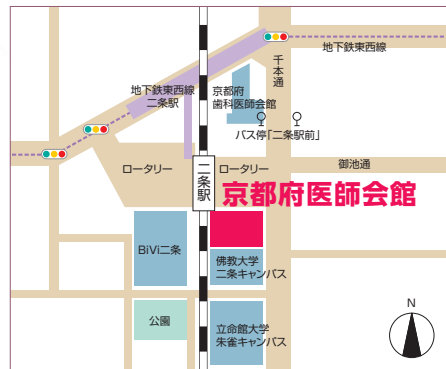 地下鉄東西線
千本通
地下鉄東西線
二条駅
京都府
歯科医師会館
バス停「二条駅前」
御池通
ロータリー
二条駅
ロータリー
京都府医師会館
BiVi二条
佛教大学
二条キャンパス
公園
立命館大学
朱雀キャンパス
N